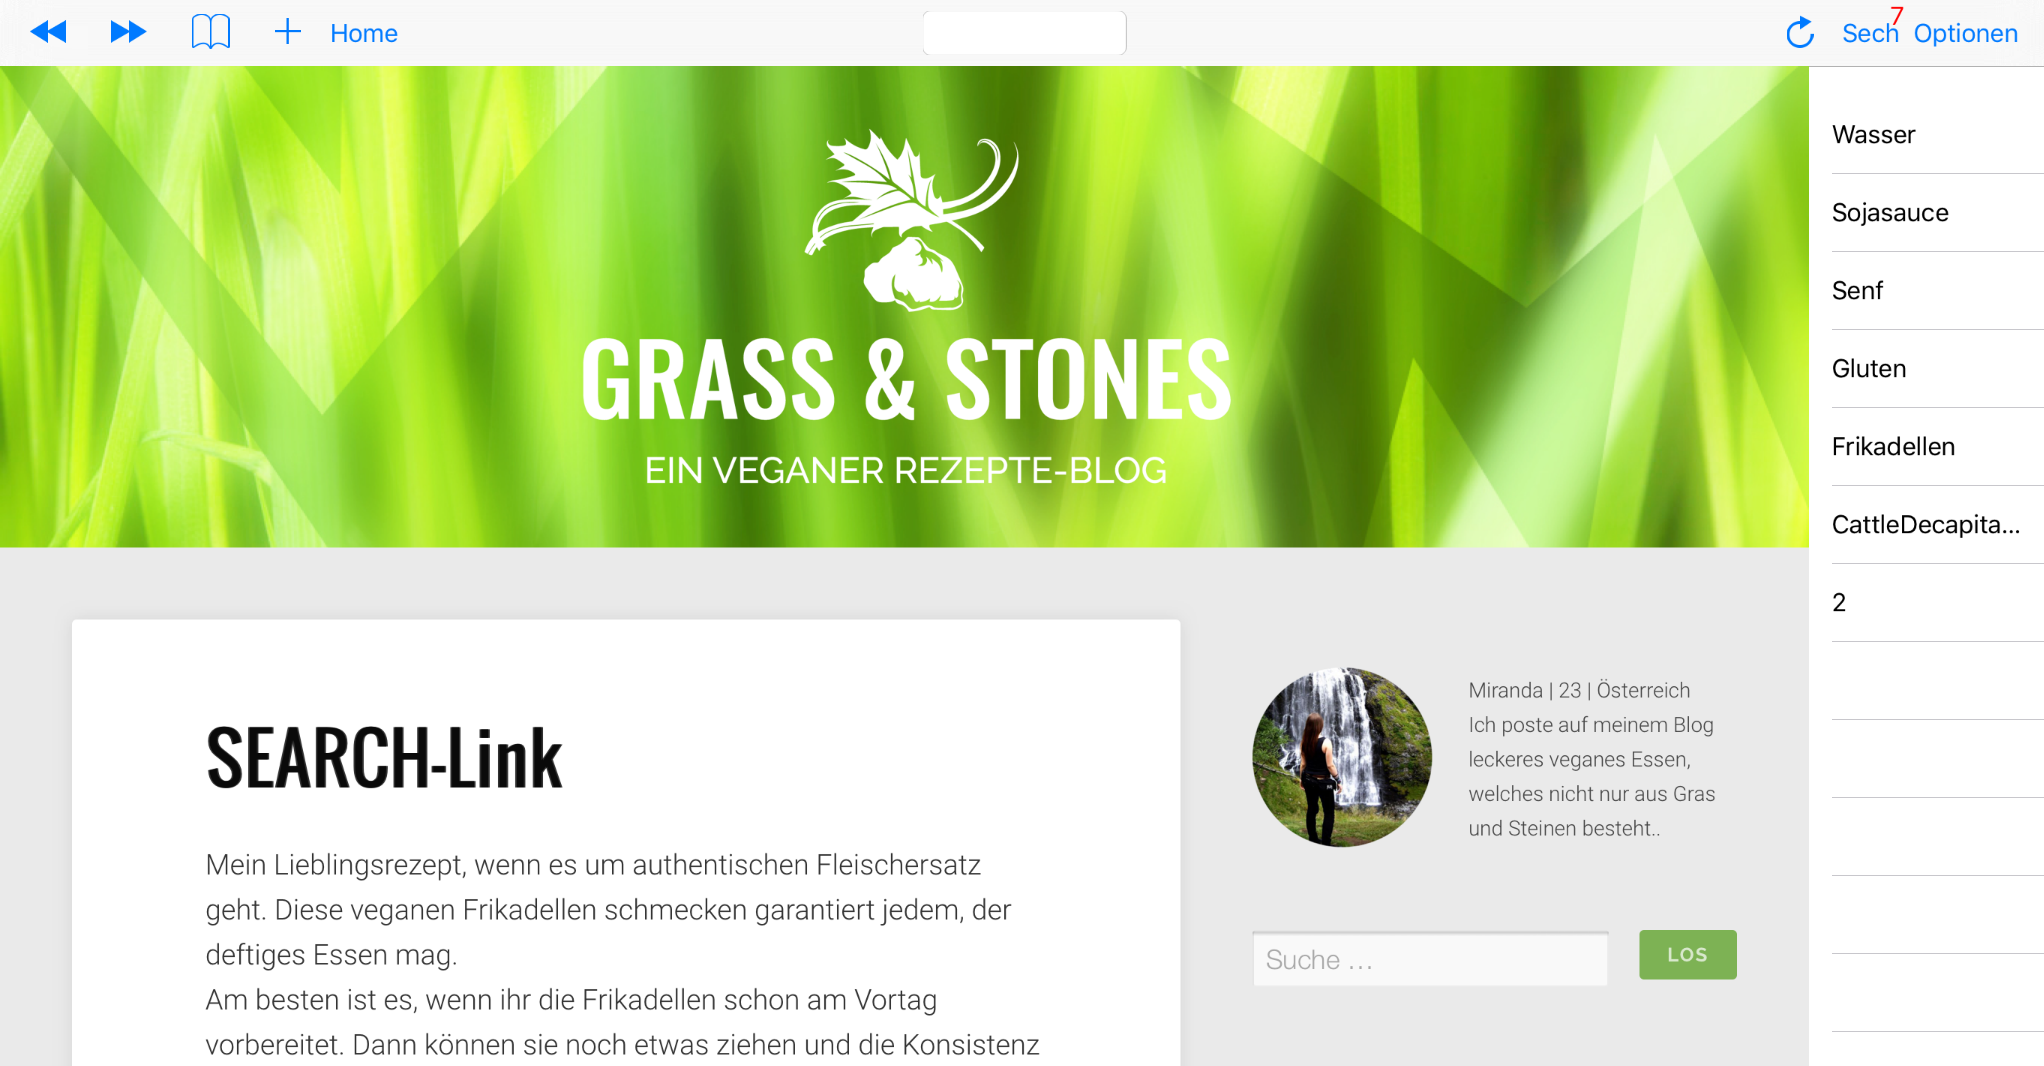 Home
Sech
7
Optionen
GRASS & STONES
EIN VEGANER REZEPTE-BLOG
SEARCH-Link
Mein Lieblingsrezept, wenn es um authentischen Fleischersatz
geht. Diese veganen Frikadellen schmecken garantiert jedem, der
deftiges Essen mag.
Am besten ist es, wenn ihr die Frikadellen schon am Vortag
vorbereitet. Dann können sie noch etwas ziehen und die Konsistenz
Miranda | 23 | Österreich
Ich poste auf meinem Blog
leckeres veganes Essen,
welches nicht nur aus Gras
und Steinen besteht..
Suche ...
LOS
Wasser
Sojasauce
Senf
Gluten
Frikadellen
CattleDecapita...
2